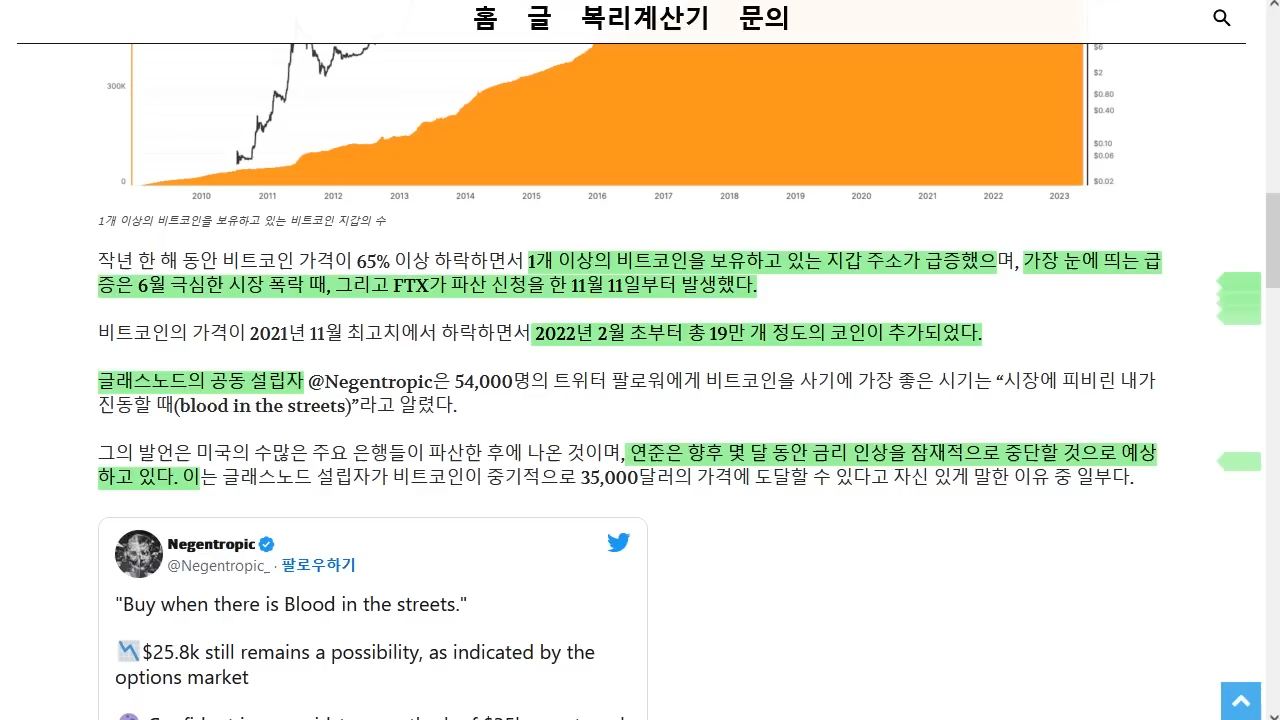 홈 글 복리계산기 문의
$6
300K
$2
$0.80
$0.40
$0.10
$0.06
0
$0.02
2010 2011 2012 2013 2014 2015 2016 2017 2018 2019 2020 2021 2022 2023
1개 이상의 비트코인을 보유하고 있는 비트코인 지갑의 수
작년 한 해 동안 비트코인 가격이 65% 이상 하락하면서 1개 이상의 비트코인을 보유하고 있는 지갑 주소가 급증했으며, 가장 눈에 띄는 급
증은 6월 극심한 시장 폭락 때, 그리고 FTX가 파산 신청을 한 11월 11일부터 발생했다.
비트코인의 가격이 2021년 11월 최고치에서 하락하면서 2022년 2월 초부터 총 19만 개 정도의 코인이 추가되었다.
글래스노드의 공동 설립자 @Negentropic은 54,000명의 트위터 팔로워에게 비트코인을 사기에 가장 좋은 시기는 “시장에 피비린 내가
진동할 때(blood in the streets)”라고 알렸다.
그의 발언은 미국의 수많은 주요 은행들이 파산한 후에 나온 것이며, 연준은 향후 몇 달 동안 금리 인상을 잠재적으로 중단할 것으로 예상
하고 있다. 이는 글래스노드 설립자가 비트코인이 중기적으로 35,000달러의 가격에 도달할 수 있다고 자신 있게 말한 이유 중 일부다.
Negentropic
@Negentropic_ · 팔로우하기
"Buy when there is Blood in the streets."
$25.8k still remains a possibility, as indicated by the
options market